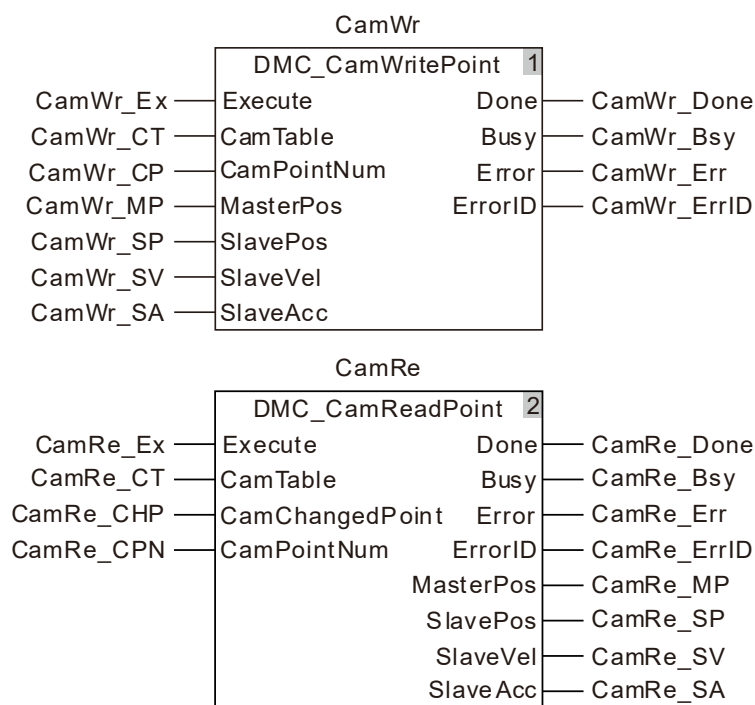 CamWr
DMC_CamWritePoint 1
CamWr_Ex Execute Done CamWr_Done
CamWr_CT CamTable Busy CamWr_Bsy
CamWr_CP CamPointNum Error CamWr_Err
CamWr_MP MasterPos ErrorID CamWr_ErrID
CamWr_SP SlavePos
CamWr_SV SlaveVel
CamWr_SA SlaveAcc
CamRe
DMC_CamReadPoint 2
CamRe_Ex Execute Done CamRe_Done
CamRe_CT CamTable Busy CamRe_Bsy
CamRe_CHP CamChangedPoint Error CamRe_Err
CamRe_CPN CamPointNum ErrorID CamRe_ErrID
MasterPos CamRe_MP
SlavePos CamRe_SP
SlaveVel CamRe_SV
SlaveAcc CamRe_SA